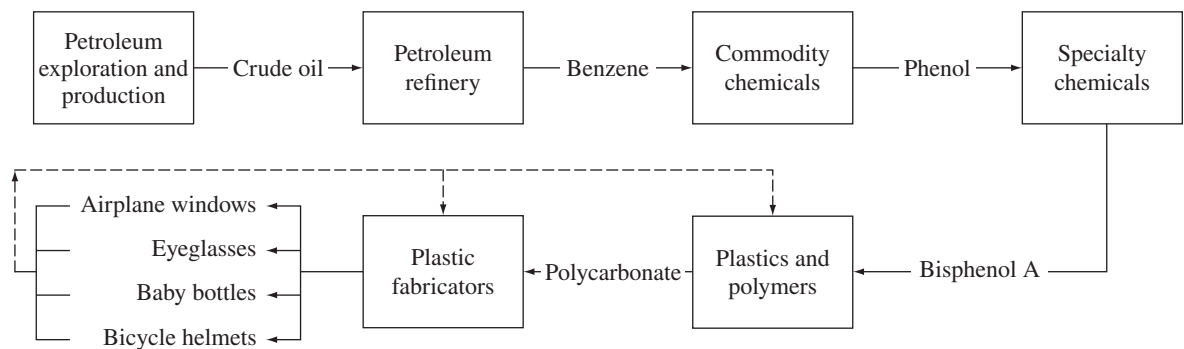 Petroleum
exploration and
production
Crude oil
Petroleum
refinery
Benzene
Commodity
chemicals
Phenol
Specialty
chemicals
Airplane windows
Eyeglasses
Baby bottles
Bicycle helmets
Plastic
fabricators
Polycarbonate
Plastics and
polymers
Bisphenol A